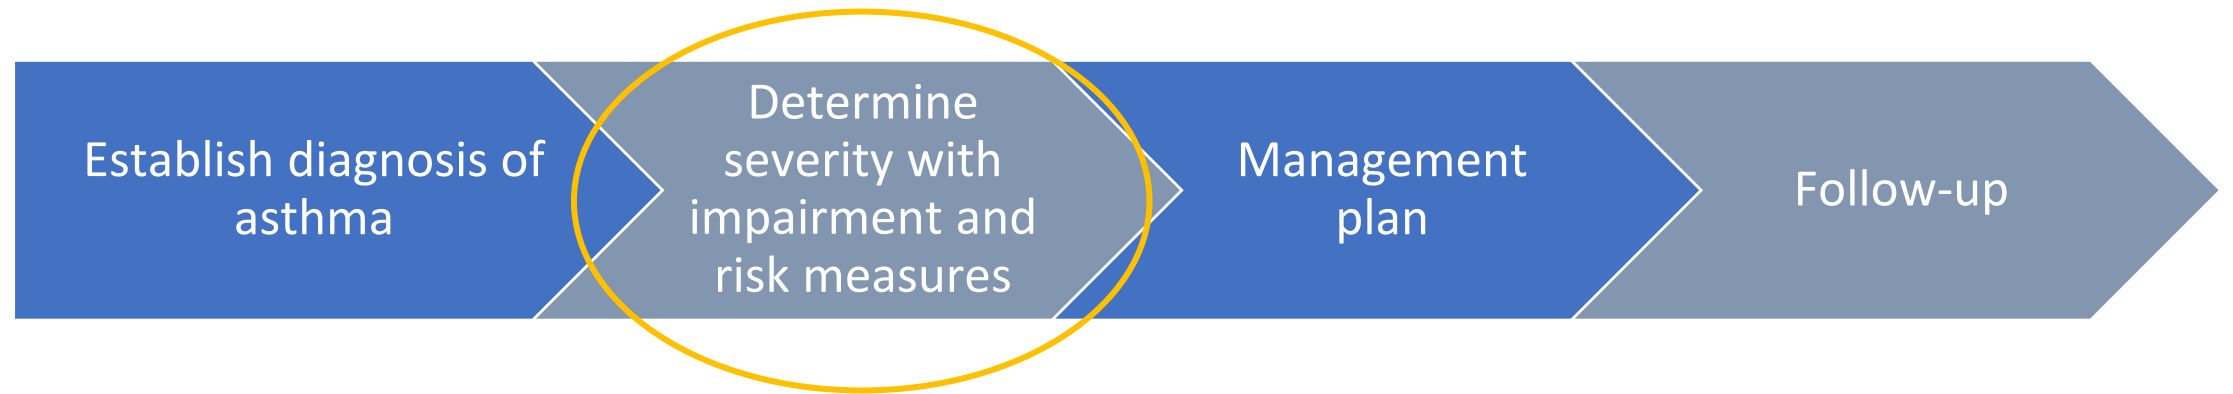 Establish diagnosis of
asthma
Determine
severity with
impairment and
risk measures
Management
plan
Follow-up